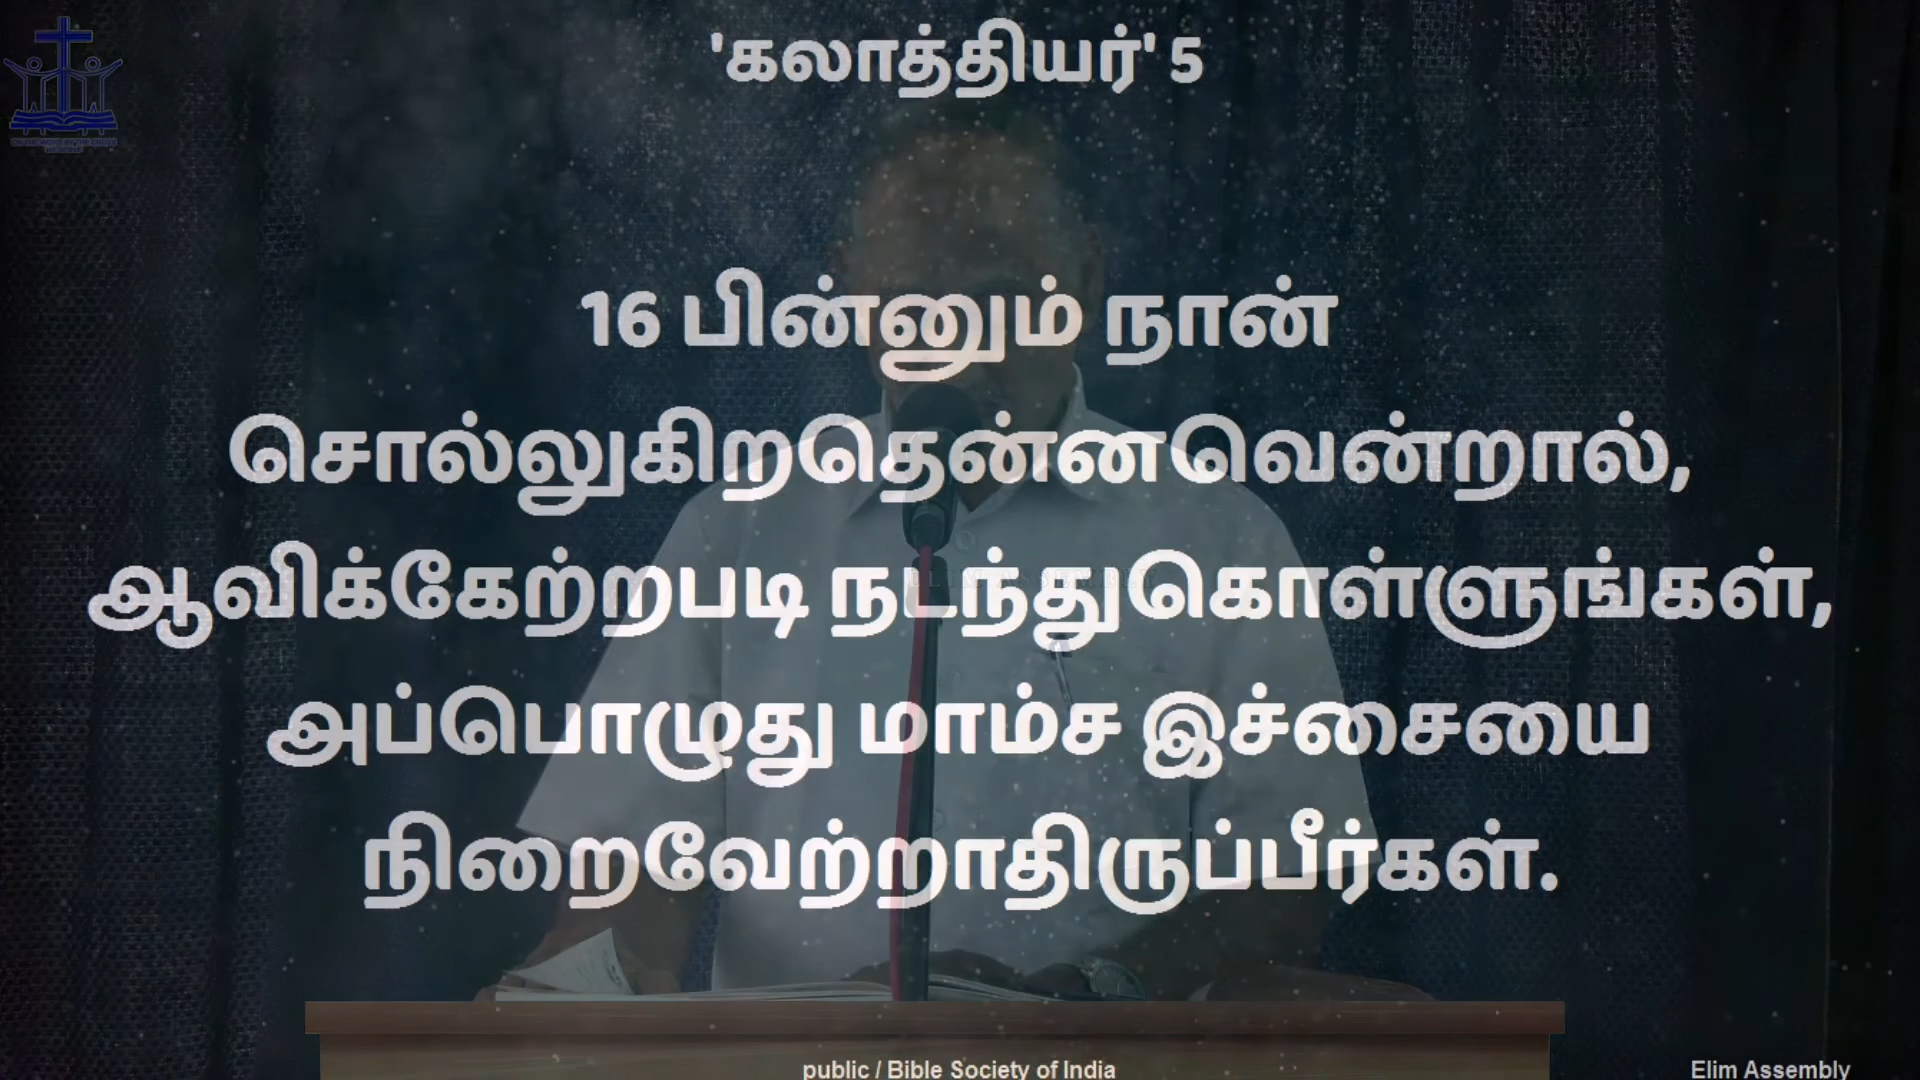 'கலாத்தியர்' 5
16 பின்னும் நான்
சொல்லுகிறதென்னவென்றால்,
ஆவிக்கேற்றபடி நடந்துகொள்ளுங்கள்,
அப்பொழுது மாம்ச இச்சையை
நிறைவேற்றாதிருப்பீர்கள்.
public / Bible Society of India
Elim Assembly